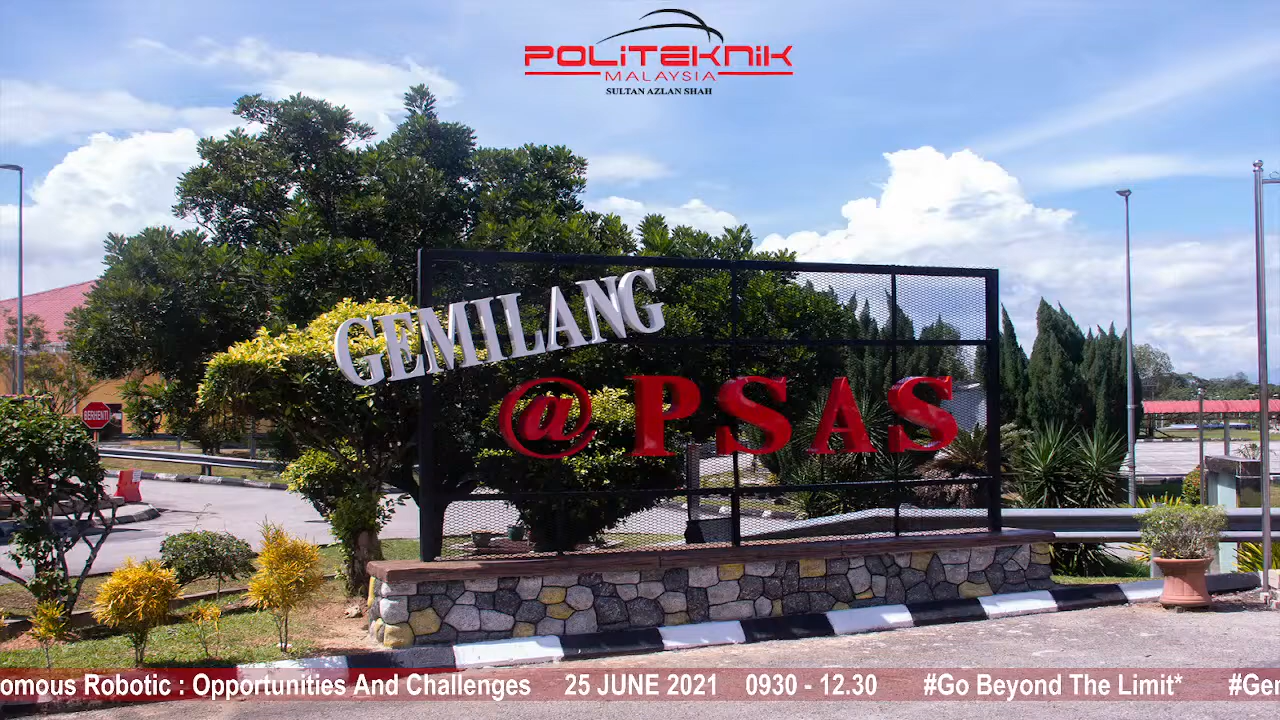 POLiTEKNiK
MALAYSIA
SULTAN AZLAN SHAH
GEMILANG
@PSAS
BERHENTI
omous Robotic : Opportunities And Challenges 25 JUNE 2021 0930 - 12.30 #Go Beyond The Limit* #Ger